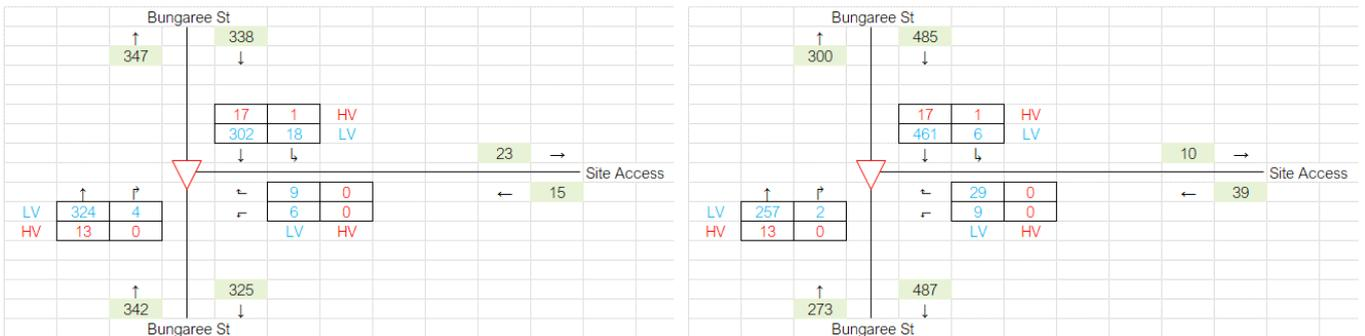 Bungaree St
↑ 338
347 ↓
17 1 HV
302 18 LV
↓ ↳
23 →
Site Access
↑ ↱ ⬑ 9 0 ← 15
LV 324 4 ┌ 6 0
HV 13 0 LV HV
↑ 325
342 ↓
Bungaree St
Bungaree St
↑ 485
300 ↓
17 1 HV
461 6 LV
↓ ↳
10 →
Site Access
↑ ↱ ⬑ 29 0 ← 39
LV 257 2 ┌ 9 0
HV 13 0 LV HV
↑ 487
273 ↓
Bungaree St